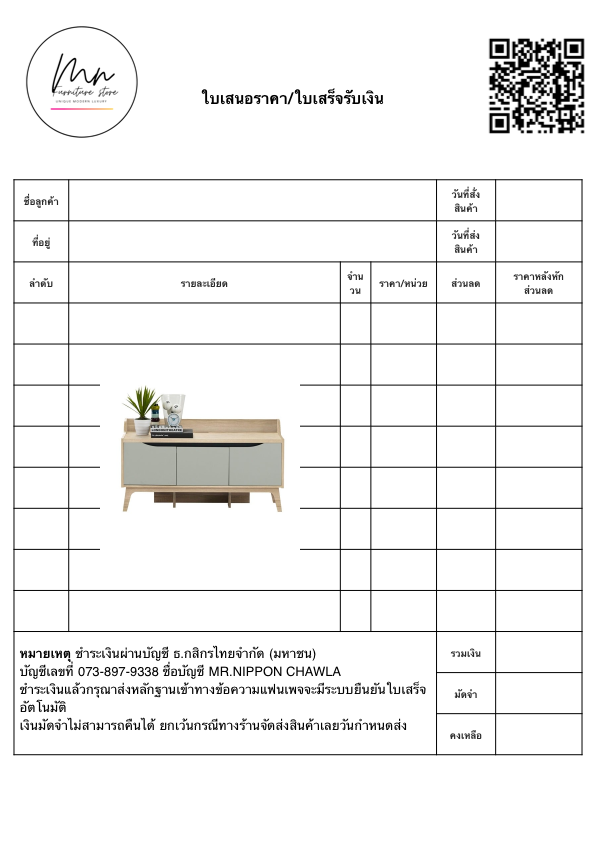 Mn
Furniture Store
UNIQUE MODERN LUXURY
ใบเสนอราคา/ใบเสร็จรับเงิน
ชื่อลูกค้า
วันที่สั่ง
สินค้า
ที่อยู่
วันที่ส่ง
สินค้า
ลำดับ
รายละเอียด
จำน
วน
ราคา/หน่วย
ส่วนลด
ราคาหลังหัก
ส่วนลด
หมายเหตุ ชำระเงินผ่านบัญชี ธ.กสิกรไทยจำกัด (มหาชน)
บัญชีเลขที่ 073-897-9338 ชื่อบัญชี MR.NIPPON CHAWLA
ชำระเงินแล้วกรุณาส่งหลักฐานเข้าทางข้อความแฟนเพจจะมีระบบยืนยันใบเสร็จ
อัตโนมัติ
เงินมัดจำไม่สามารถคืนได้ ยกเว้นกรณีทางร้านจัดส่งสินค้าเลยวันกำหนดส่ง
รวมเงิน
มัดจำ
คงเหลือ